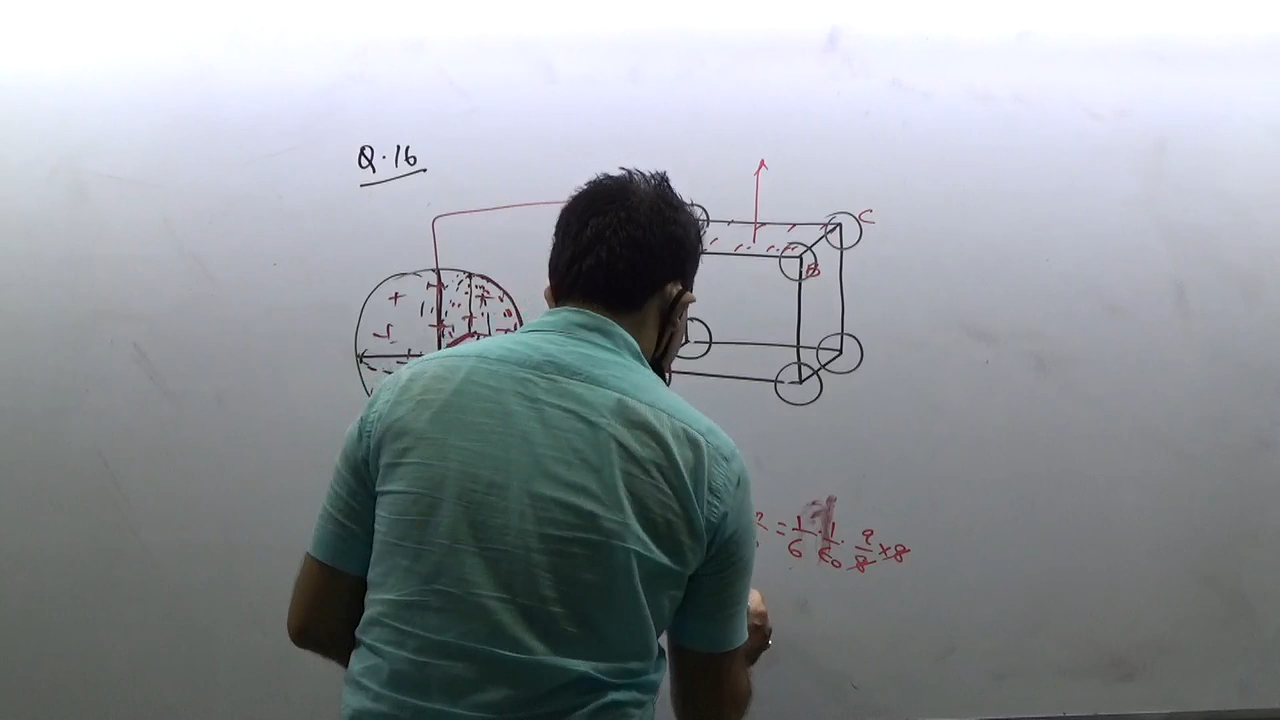 Q.16
C
B
= 1/6 · 1/ε0 · q/8 × 8